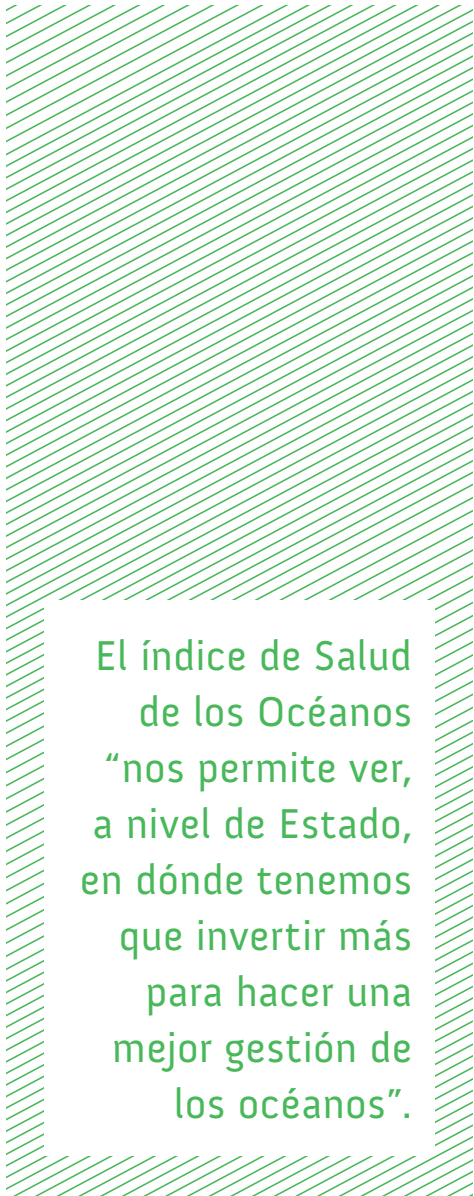 El índice de Salud
de los Océanos
“nos permite ver,
a nivel de Estado,
en dónde tenemos
que invertir más
para hacer una
mejor gestión de
los océanos”.